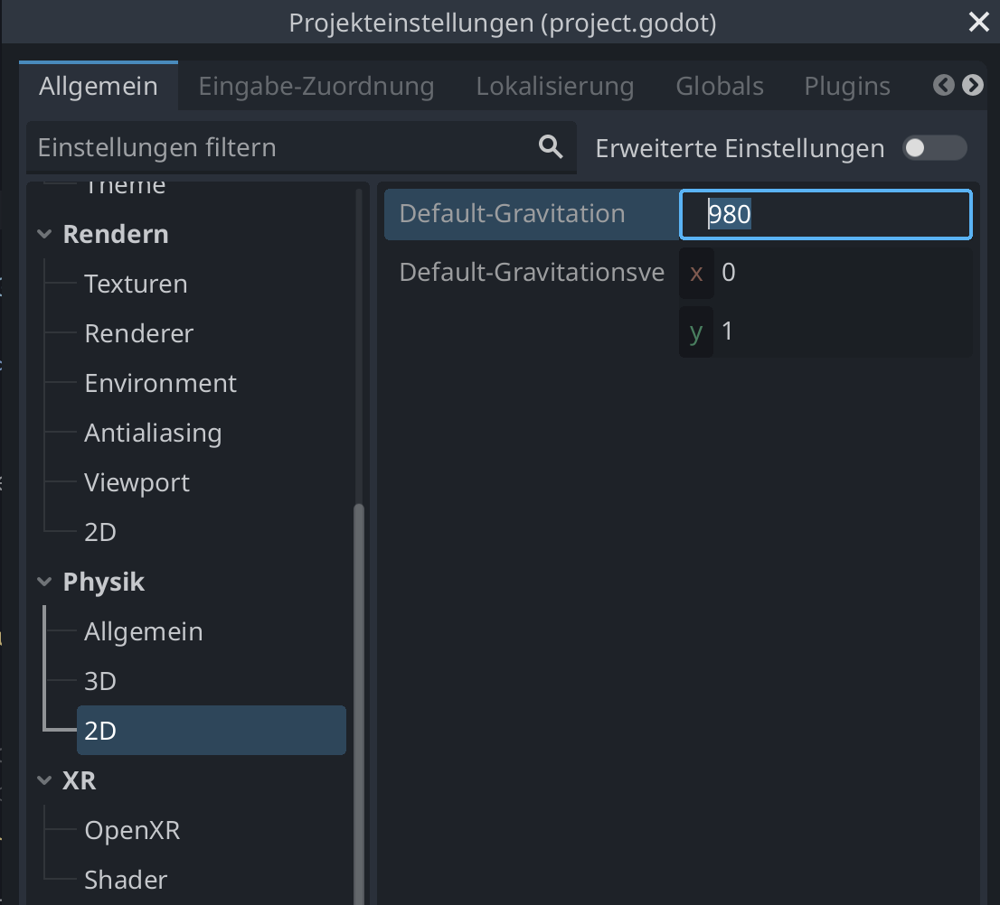 Projekteinstellungen (project.godot)
Allgemein Eingabe-Zuordnung Lokalisierung Globals Plugins
Einstellungen filtern Erweiterte Einstellungen
Theme
Rendern
Texturen
Renderer
Environment
Antialiasing
Viewport
2D
Physik
Allgemein
3D
2D
XR
OpenXR
Shader
Default-Gravitation 980
Default-Gravitationsve x 0
y 1